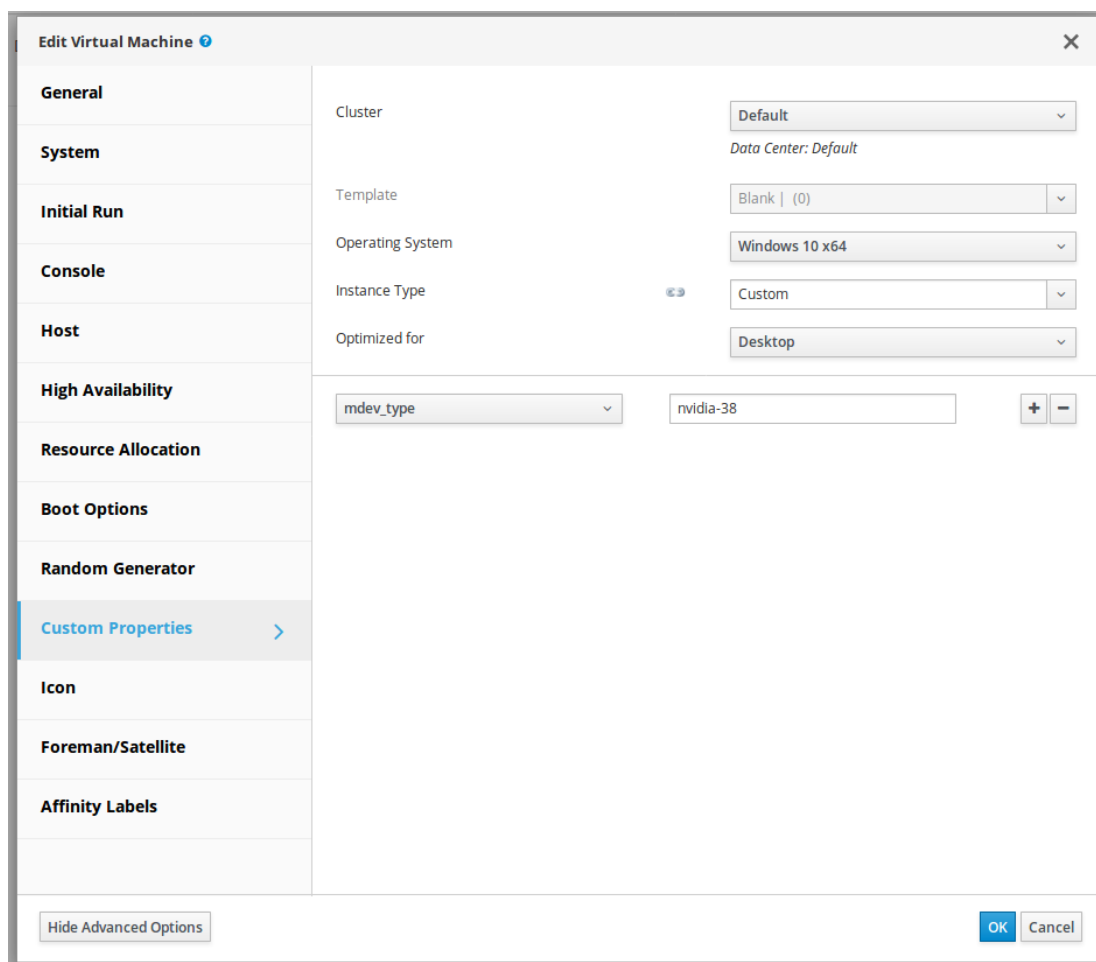 Edit Virtual Machine
General
System
Initial Run
Console
Host
High Availability
Resource Allocation
Boot Options
Random Generator
Custom Properties
Icon
Foreman/Satellite
Affinity Labels
Cluster
Default
Data Center: Default
Template
Blank | (0)
Operating System
Windows 10 x64
Instance Type
Custom
Optimized for
Desktop
mdev_type
nvidia-38
Hide Advanced Options
OK
Cancel